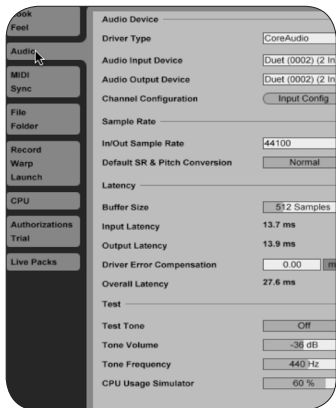 Look
Feel
Audio
MIDI
Sync
File
Folder
Record
Warp
Launch
CPU
Authorizations
Trial
Live Packs
Audio Device
Driver Type CoreAudio
Audio Input Device Duet (0002) (2 In
Audio Output Device Duet (0002) (2 In
Channel Configuration Input Config
Sample Rate
In/Out Sample Rate 44100
Default SR & Pitch Conversion Normal
Latency
Buffer Size 512 Samples
Input Latency 13.7 ms
Output Latency 13.9 ms
Driver Error Compensation 0.00 m
Overall Latency 27.6 ms
Test
Test Tone Off
Tone Volume -36 dB
Tone Frequency 440 Hz
CPU Usage Simulator 60 %